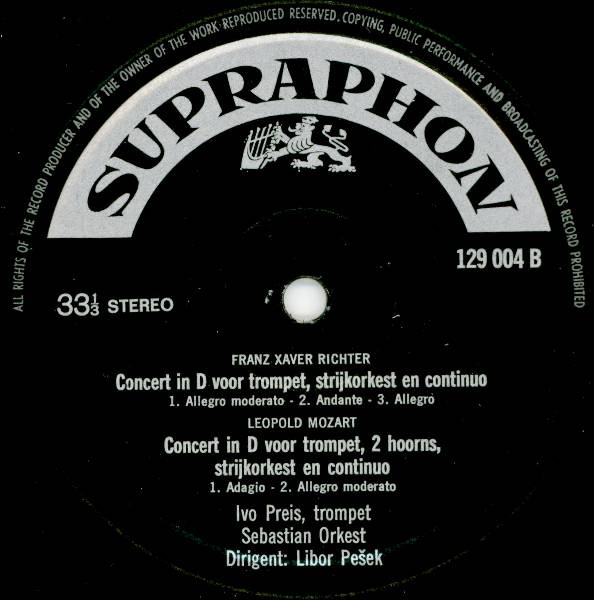 ALL RIGHTS OF THE RECORD PRODUCER AND OF THE OWNER OF THE WORK REPRODUCED RESERVED. COPYING, PUBLIC PERFORMANCE AND BROADCASTING OF THIS RECORD PROHIBITED
SUPRAPHON
129 004 B
33⅓ STEREO
FRANZ XAVER RICHTER
Concert in D voor trompet, strijkorkest en continuo
1. Allegro moderato - 2. Andante - 3. Allegro
LEOPOLD MOZART
Concert in D voor trompet, 2 hoorns,
strijkorkest en continuo
1. Adagio - 2. Allegro moderato
Ivo Preis, trompet
Sebastian Orkest
Dirigent: Libor Pešek